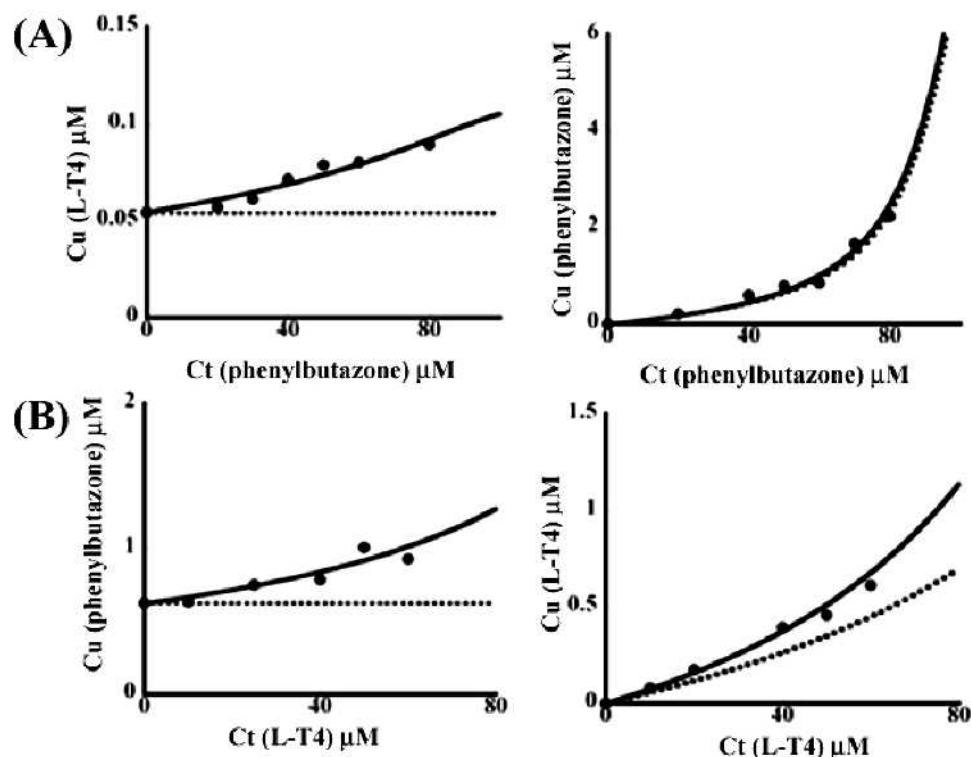 (A)
0.15
0.1
0.05
0
0
40
80
Cu (L-T4) μM
Ct (phenylbutazone) μM
6
4
2
0
0
40
80
Cu (phenylbutazone) μM
Ct (phenylbutazone) μM
(B)
2
1
0
0
40
80
Cu (phenylbutazone) μM
Ct (L-T4) μM
1.5
1
0.5
0
0
40
80
Cu (L-T4) μM
Ct (L-T4) μM